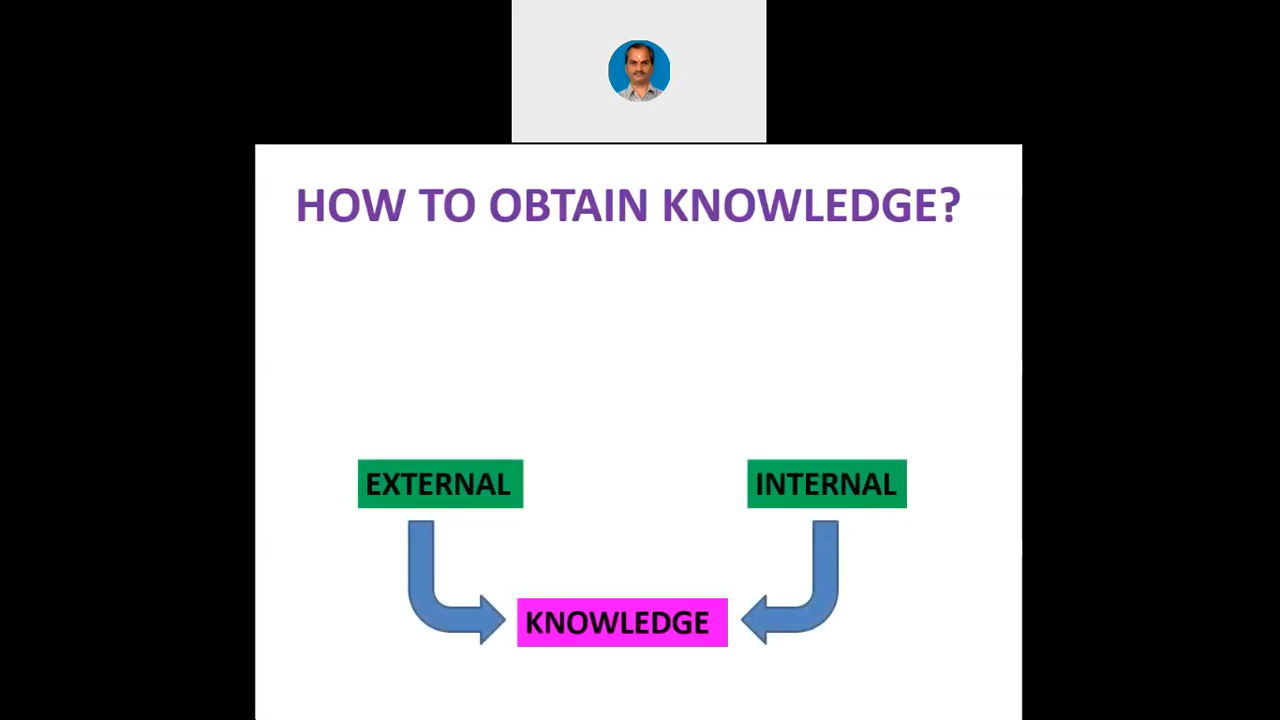 HOW TO OBTAIN KNOWLEDGE?
EXTERNAL
INTERNAL
KNOWLEDGE